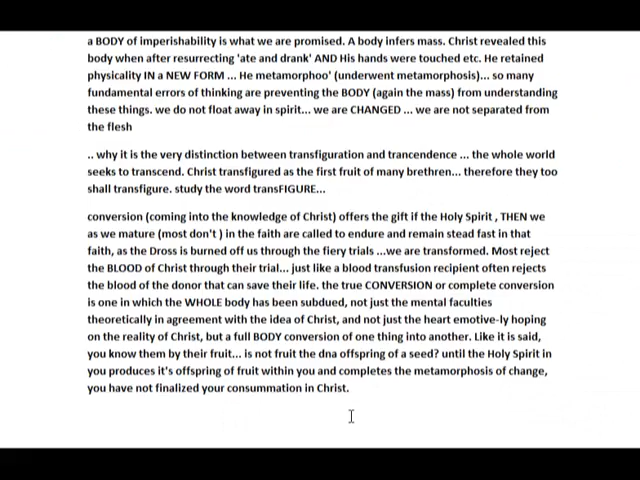 a BODY of imperishability is what we are promised. A body infers mass. Christ revealed this
body when after resurrecting 'ate and drank' AND His hands were touched etc. He retained
physicality IN a NEW FORM ... He metamorphoo' (underwent metamorphosis)... so many
fundamental errors of thinking are preventing the BODY (again the mass) from understanding
these things. we do not float away in spirit... we are CHANGED ... we are not separated from
the flesh
.. why it is the very distinction between transfiguration and trancendence ... the whole world
seeks to transcend. Christ transfigured as the first fruit of many brethren... therefore they too
shall transfigure. study the word transFIGURE...
conversion (coming into the knowledge of Christ) offers the gift if the Holy Spirit , THEN we
as we mature (most don't ) in the faith are called to endure and remain stead fast in that
faith, as the Dross is burned off us through the fiery trials ...we are transformed. Most reject
the BLOOD of Christ through their trial... just like a blood transfusion recipient often rejects
the blood of the donor that can save their life. the true CONVERSION or complete conversion
is one in which the WHOLE body has been subdued, not just the mental faculties
theoretically in agreement with the idea of Christ, and not just the heart emotive-ly hoping
on the reality of Christ, but a full BODY conversion of one thing into another. Like it is said,
you know them by their fruit... is not fruit the dna offspring of a seed? until the Holy Spirit in
you produces it's offspring of fruit within you and completes the metamorphosis of change,
you have not finalized your consummation in Christ.